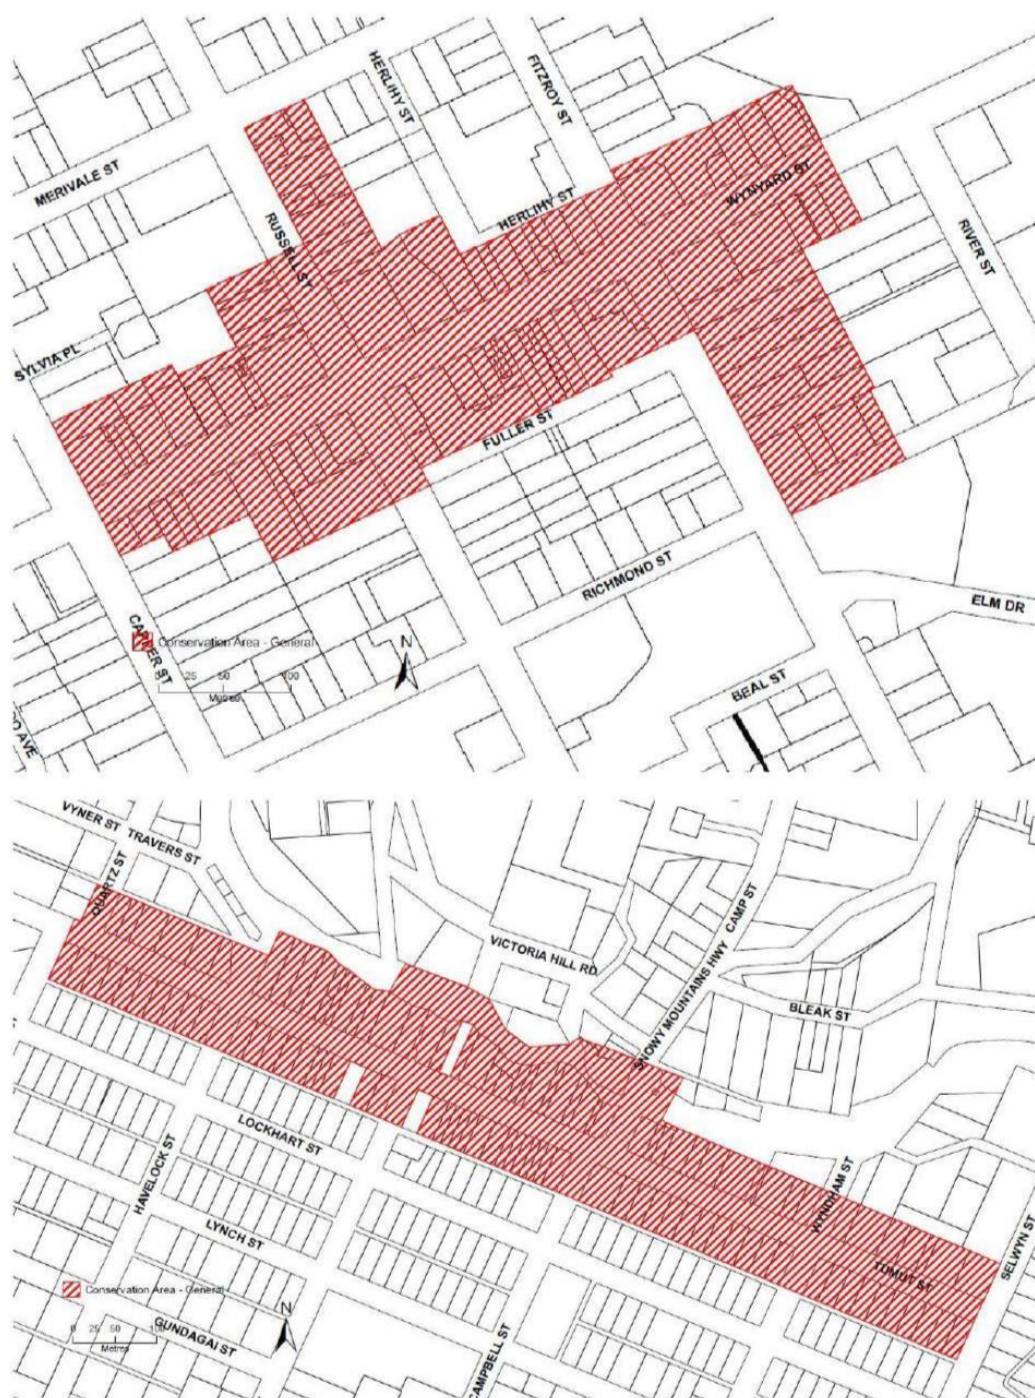 HERLIHY ST
FITZROY ST
MERIVALE ST
RUSSELL ST
HERLIHY ST
WYNYARD ST
RIVER ST
SYLVIA PL
FULLER ST
RICHMOND ST
ELM DR
CAPPER ST
Conservation Area - General
N
25 50 100
Metres
BEAL ST
VYNER ST
TRAVERS ST
QUARTZ ST
VICTORIA HILL RD
SNOWY MOUNTAINS HWY
CAMP ST
BLEAK ST
LOCKHART ST
HAVELOCK ST
LYNCH ST
WYNDHAM ST
TUMUT ST
SELWYN ST
Conservation Area - General
N
0 25 50 100
Metres
GUNDAGAI ST
CAMPBELL ST